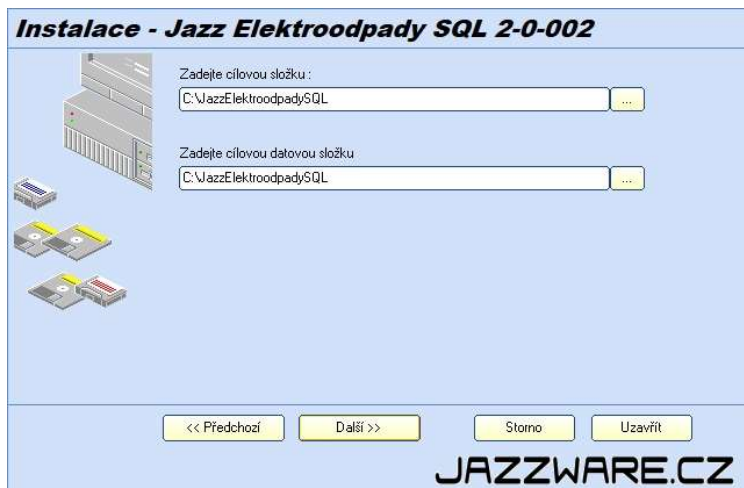 Instalace - Jazz Elektroodpady SQL 2-0-002
Zadejte cílovou složku :
C:\JazzElektroodpadySQL
...
Zadejte cílovou datovou složku
C:\JazzElektroodpadySQL
...
<< Předchozí
Další >>
Storno
Uzavřít
JAZZWARE.CZ